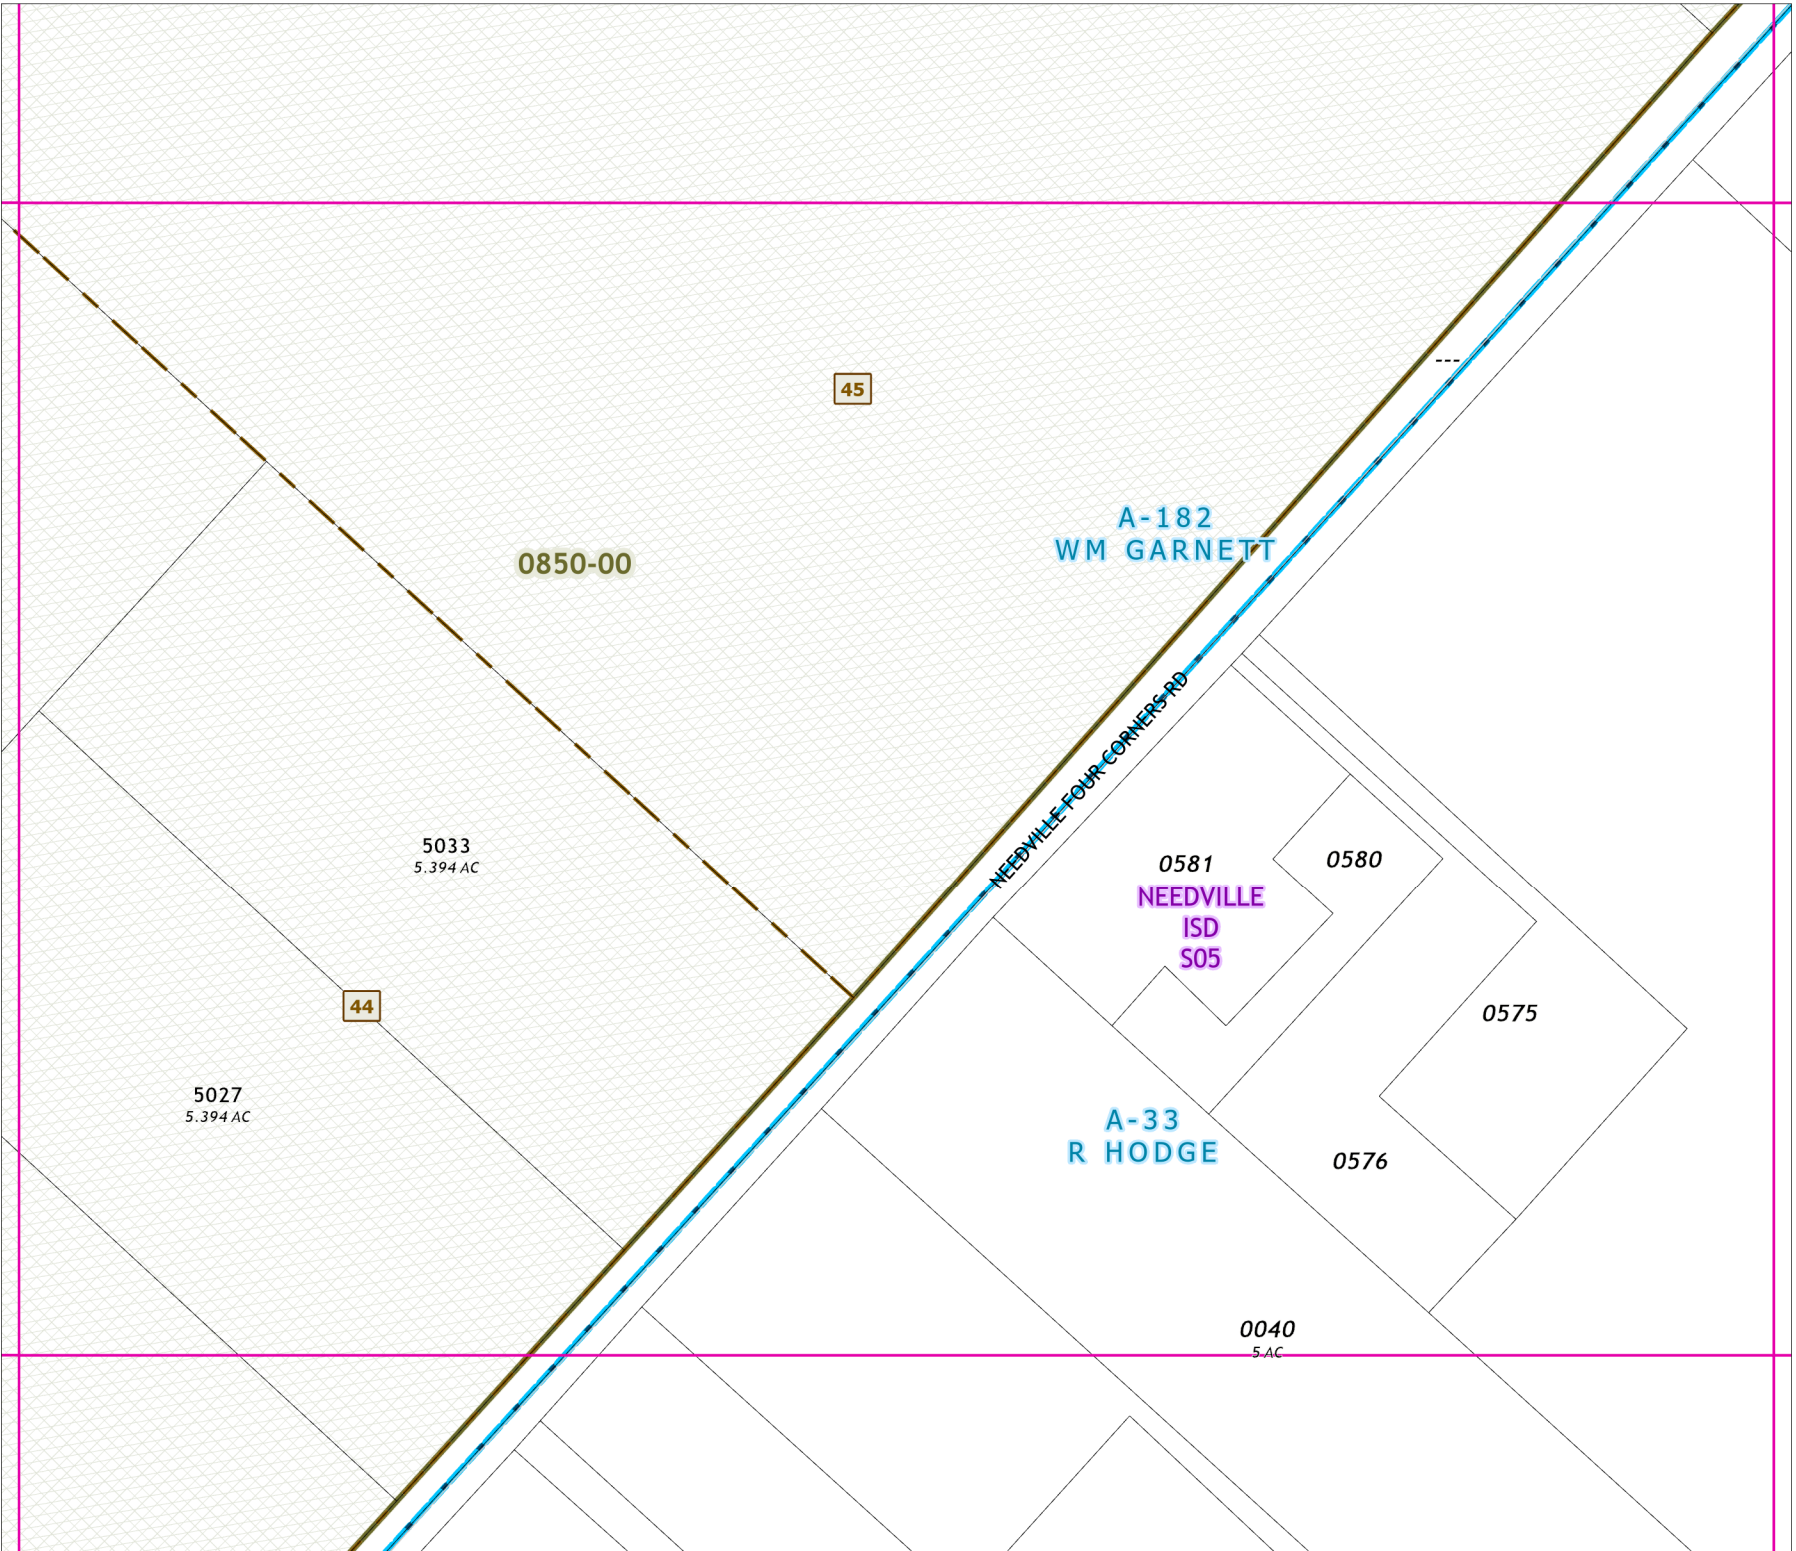 45
A-182
WM GARNETT
0850-00
NEEDVILLE FOUR CORNERS RD
5033
5.394 AC
0581
0580
NEEDVILLE
ISD
S05
44
0575
5027
5.394 AC
A-33
R HODGE
0576
0040
5 AC